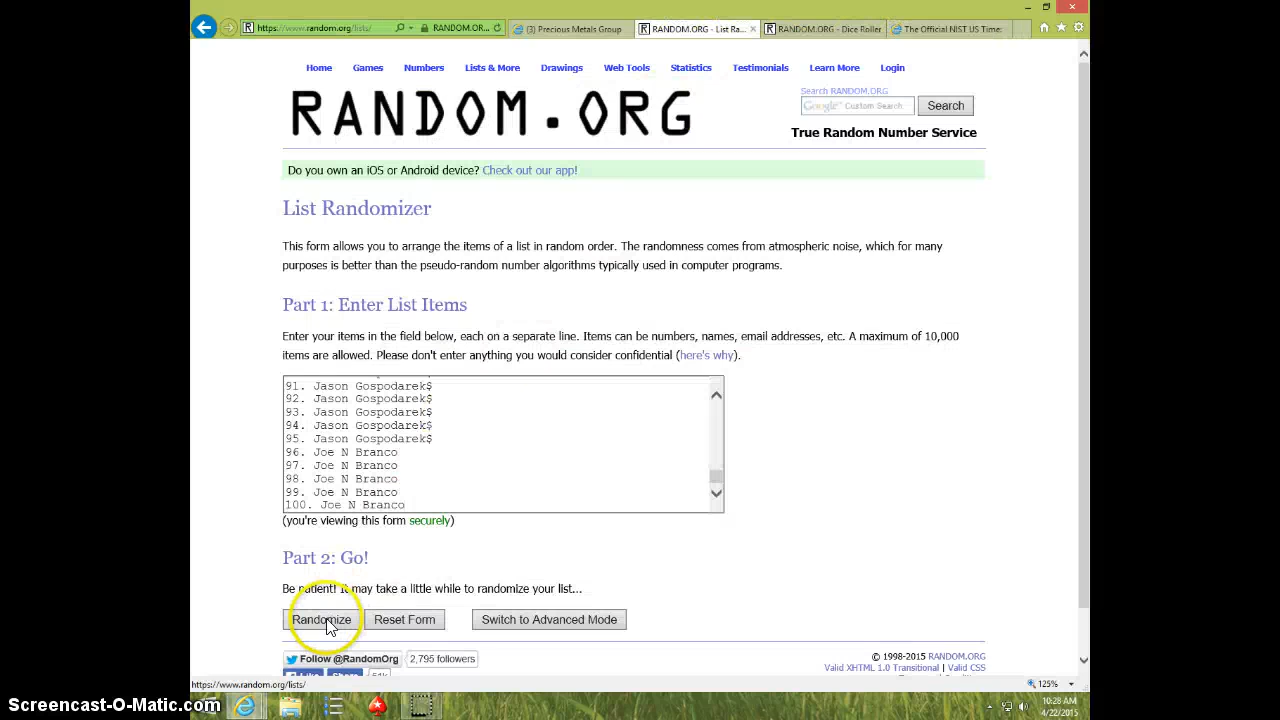 https://www.random.org/lists/
RANDOM.OR...
(3) Precious Metals Group
RANDOM.ORG - List Ra...
RANDOM.ORG - Dice Roller
The Official NIST US Time:
Home Games Numbers Lists & More Drawings Web Tools Statistics Testimonials Learn More Login
RANDOM.ORG
Search RANDOM.ORG
Google™ Custom Search Search
True Random Number Service
Do you own an iOS or Android device? Check out our app!
List Randomizer
This form allows you to arrange the items of a list in random order. The randomness comes from atmospheric noise, which for many
purposes is better than the pseudo-random number algorithms typically used in computer programs.
Part 1: Enter List Items
Enter your items in the field below, each on a separate line. Items can be numbers, names, email addresses, etc. A maximum of 10,000
items are allowed. Please don't enter anything you would consider confidential (here's why).
91. Jason Gospodarek$
92. Jason Gospodarek$
93. Jason Gospodarek$
94. Jason Gospodarek$
95. Jason Gospodarek$
96. Joe N Branco
97. Joe N Branco
98. Joe N Branco
99. Joe N Branco
100. Joe N Branco
(you're viewing this form securely)
Part 2: Go!
Be patient! It may take a little while to randomize your list...
Randomize Reset Form Switch to Advanced Mode
Follow @RandomOrg 2,795 followers
© 1998-2015 RANDOM.ORG
Valid XHTML 1.0 Transitional | Valid CSS
Like Share 51k
https://www.random.org/lists/
125%
10:28 AM
4/22/2015
Screencast-O-Matic.com